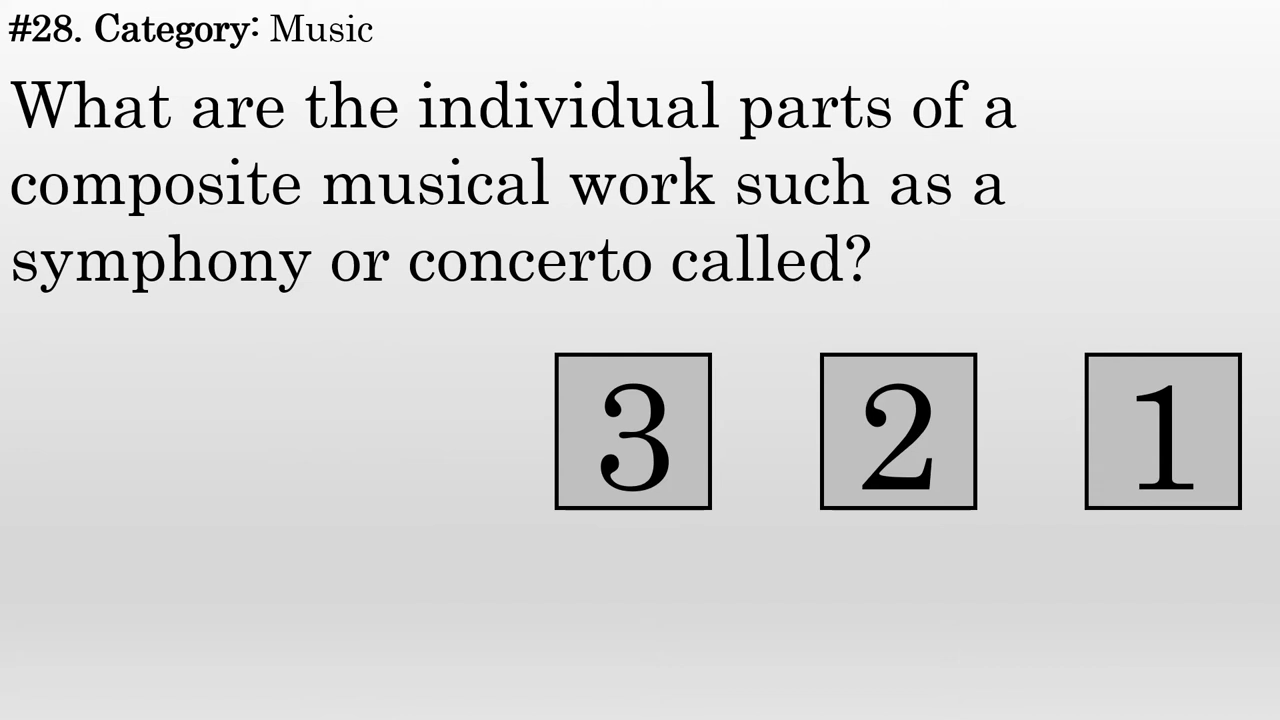 #28. Category: Music
What are the individual parts of a
composite musical work such as a
symphony or concerto called?
3 2 1